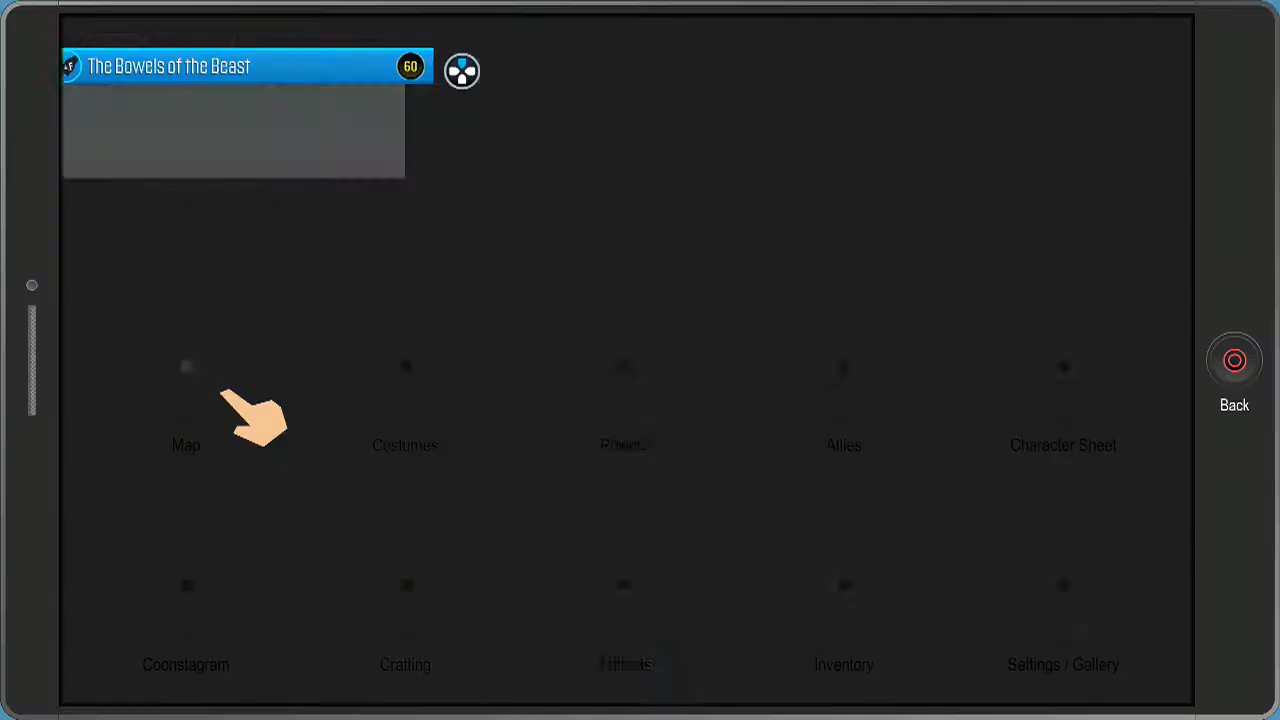 The Bowels of the Beast
60
Map
Costumes
Allies
Character Sheet
Back
Coonstagram
Crafting
Inventory
Settings / Gallery